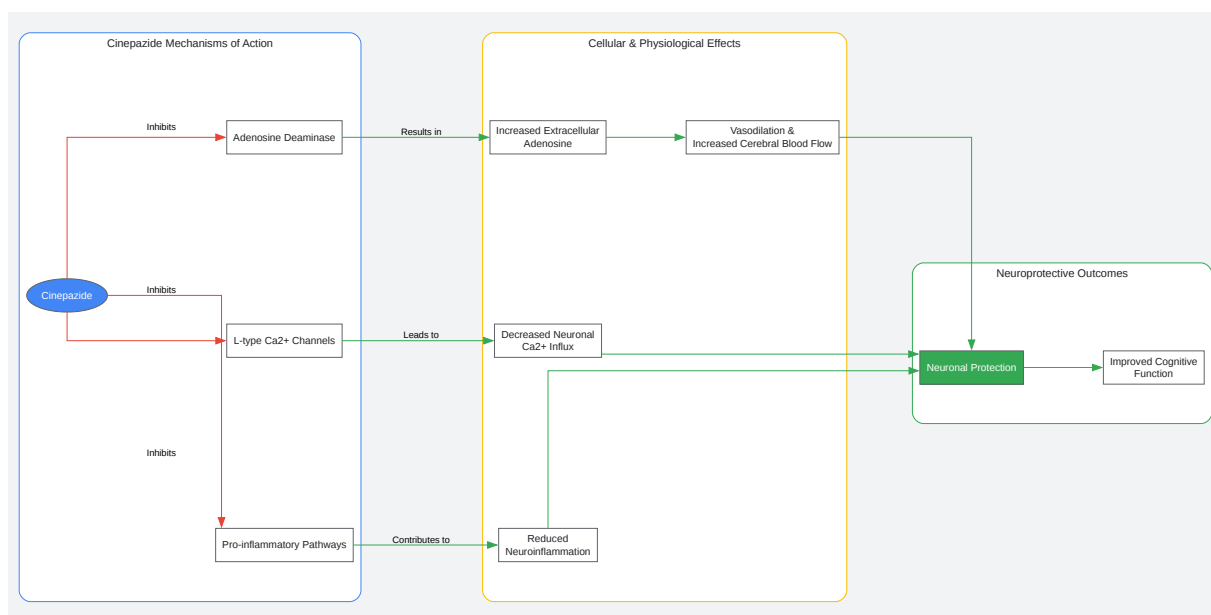 Cinepazide Mechanisms of Action
Cellular & Physiological Effects
Inhibits
Adenosine Deaminase
Results in
Increased Extracellular
Adenosine
Vasodilation &
Increased Cerebral Blood Flow
Neuroprotective Outcomes
Cinepazide
Inhibits
L-type Ca2+ Channels
Leads to
Decreased Neuronal
Ca2+ Influx
Neuronal Protection
Improved Cognitive
Function
Inhibits
Pro-inflammatory Pathways
Contributes to
Reduced
Neuroinflammation